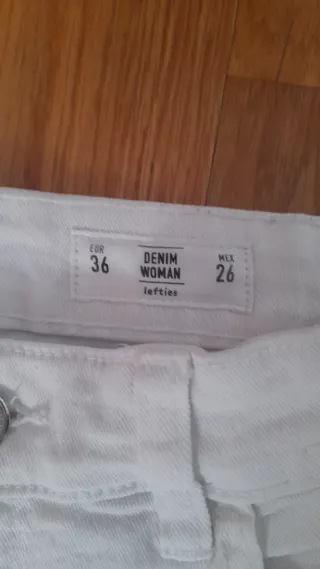 EUR
36
DENIM
WOMAN
lefties
MEX
26